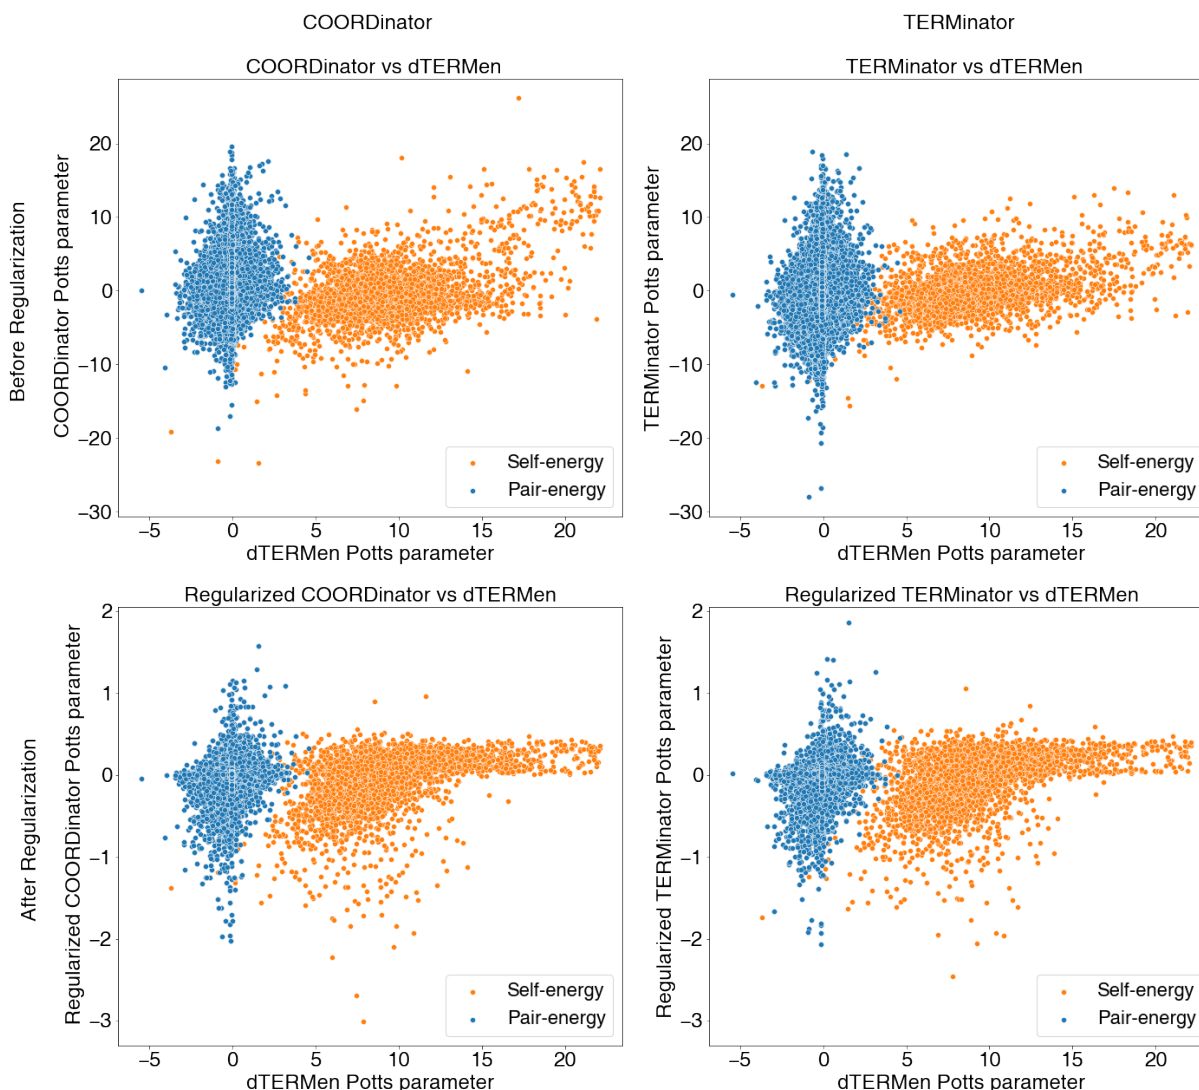 COORDinator
TERMinator
Before Regularization
COORDinator vs dTERMen
COORDinator Potts parameter
20
10
0
−10
−20
−30
−5
0
5
10
15
20
dTERMen Potts parameter
Self-energy
Pair-energy
TERMinator vs dTERMen
TERMinator Potts parameter
20
10
0
−10
−20
−30
−5
0
5
10
15
20
dTERMen Potts parameter
Self-energy
Pair-energy
After Regularization
Regularized COORDinator vs dTERMen
Regularized COORDinator Potts parameter
2
1
0
−1
−2
−3
−5
0
5
10
15
20
dTERMen Potts parameter
Self-energy
Pair-energy
Regularized TERMinator vs dTERMen
Regularized TERMinator Potts parameter
2
1
0
−1
−2
−3
−5
0
5
10
15
20
dTERMen Potts parameter
Self-energy
Pair-energy